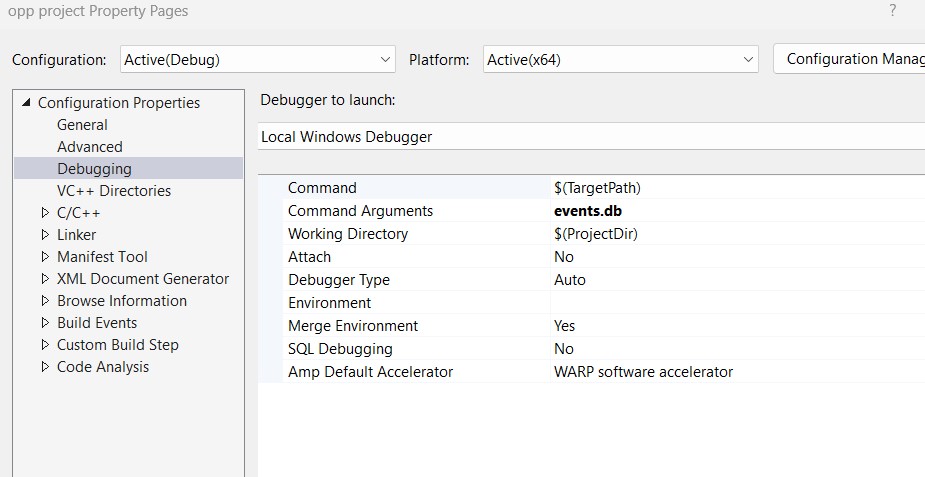 opp project Property Pages
?
Configuration: Active(Debug) Platform: Active(x64) Configuration Manag
Configuration Properties
General
Advanced
Debugging
VC++ Directories
C/C++
Linker
Manifest Tool
XML Document Generator
Browse Information
Build Events
Custom Build Step
Code Analysis
Debugger to launch:
Local Windows Debugger
Command $(TargetPath)
Command Arguments events.db
Working Directory $(ProjectDir)
Attach No
Debugger Type Auto
Environment
Merge Environment Yes
SQL Debugging No
Amp Default Accelerator WARP software accelerator